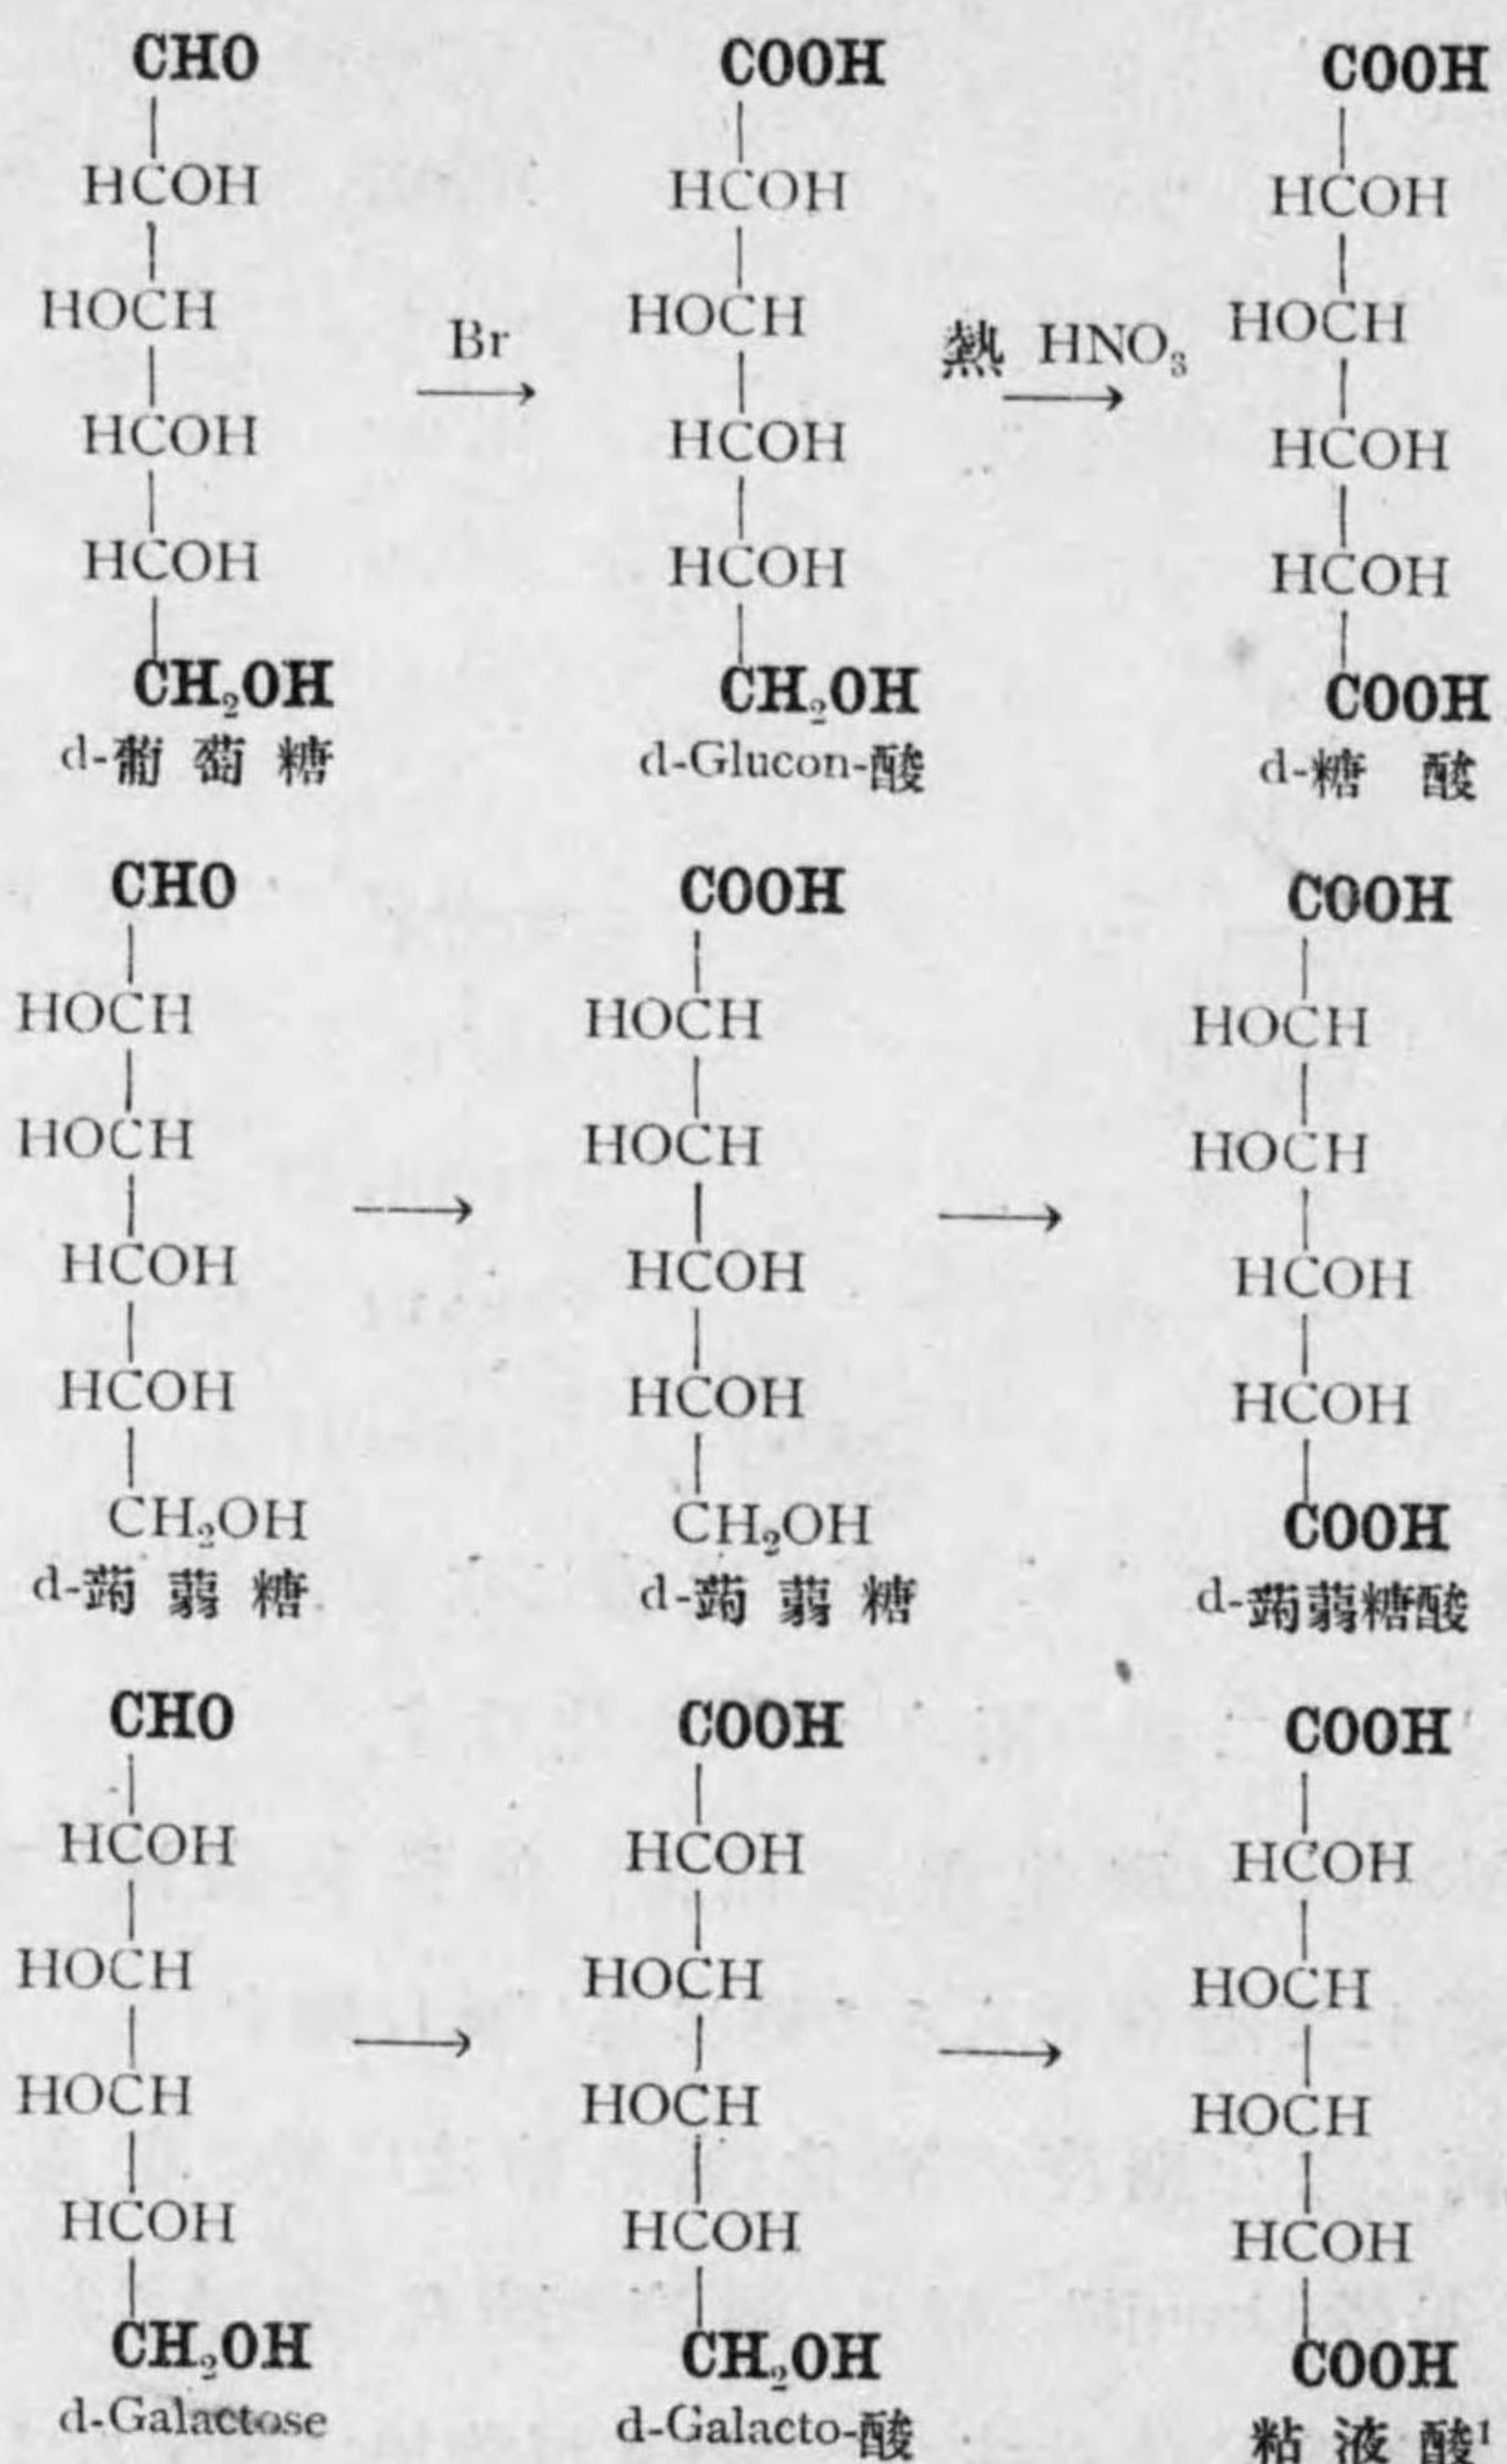 CHO COOH COOH
HCOH HCOH HCOH
HOCH HOCH HOCH
Br 熱 HNO₃
HCOH HCOH HCOH
HCOH HCOH HCOH
CH₂OH CH₂OH COOH
d-葡萄糖 d-Glucon-酸 d-糖酸
CHO COOH COOH
HOCH HOCH HOCH
HOCH HOCH HOCH
HCOH HCOH HCOH
HCOH HCOH HCOH
CH₂OH CH₂OH COOH
d-蒟蒻糖 d-蒟蒻糖 d-蒟蒻糖酸
CHO COOH COOH
HCOH HCOH HCOH
HOCH HOCH HOCH
HOCH HOCH HOCH
HCOH HCOH HCOH
CH₂OH CH₂OH COOH
d-Galactose d-Galacto-酸 粘液酸¹